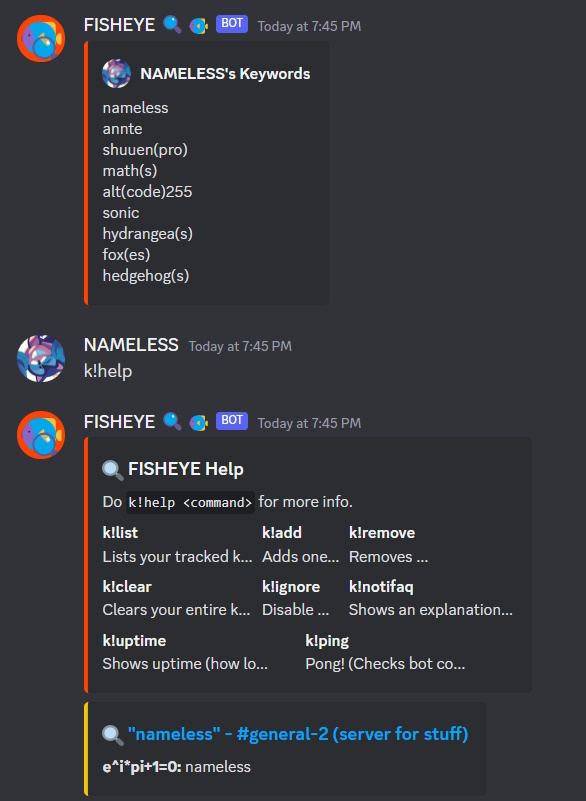 FISHEYE BOT Today at 7:45 PM
NAMELESS's Keywords
nameless
annte
shuuen(pro)
math(s)
alt(code)255
sonic
hydrangea(s)
fox(es)
hedgehog(s)
NAMELESS Today at 7:45 PM
k!help
FISHEYE BOT Today at 7:45 PM
FISHEYE Help
Do k!help <command> for more info.
k!list k!add k!remove
Lists your tracked k... Adds one... Removes ...
k!clear k!ignore k!notifaq
Clears your entire k... Disable ... Shows an explanation...
k!uptime k!ping
Shows uptime (how lo... Pong! (Checks bot co...
"nameless" - #general-2 (server for stuff)
e^i*pi+1=0: nameless